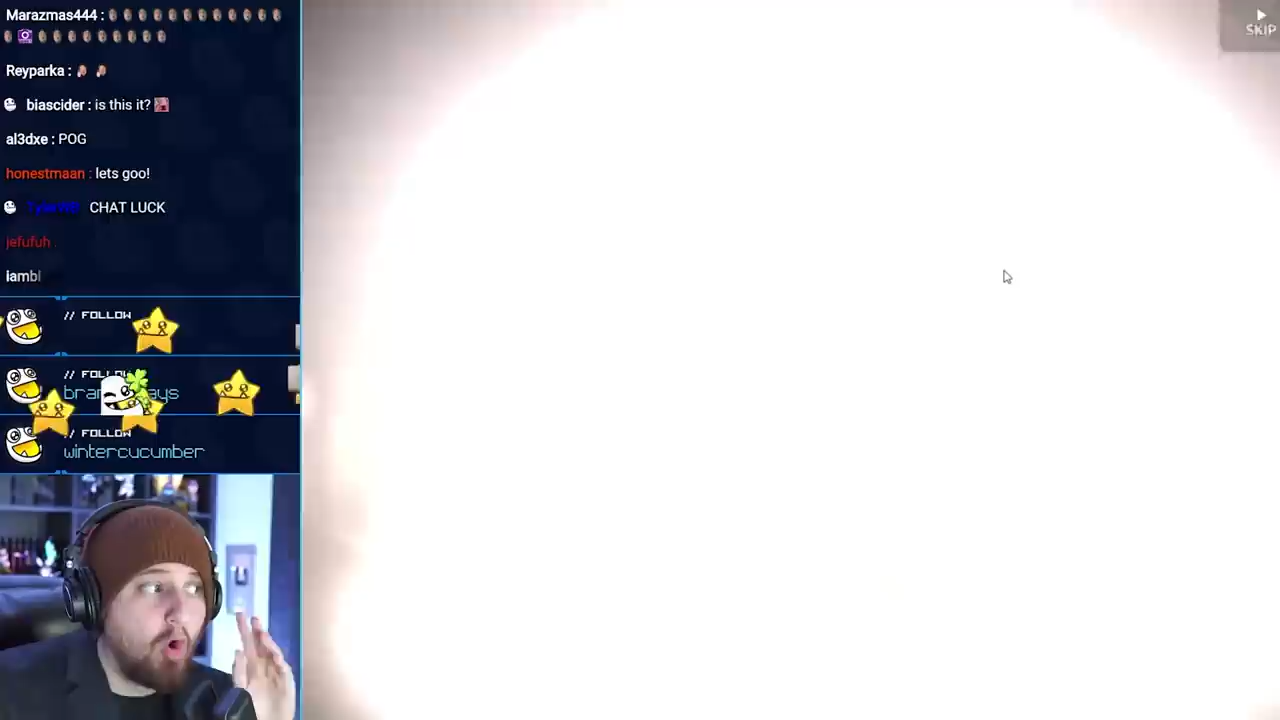 Marazmas444 :
Reyparka :
biascider : is this it?
al3dxe : POG
honestmaan : lets goo!
CHAT LUCK
jefufuh :
iambl
// FOLLOW
// FOLLOW
// FOLLOW
wintercucumber
SKIP